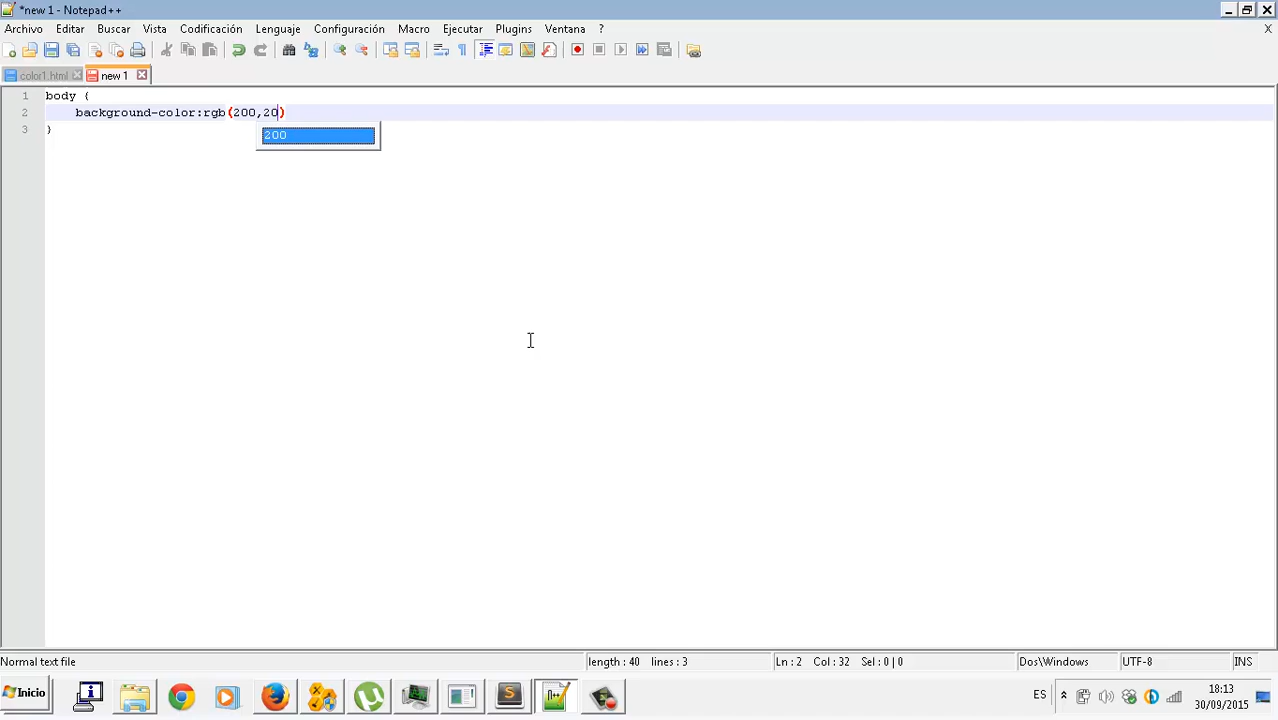 *new 1 - Notepad++
Archivo Editar Buscar Vista Codificación Lenguaje Configuración Macro Ejecutar Plugins Ventana ? X
color1.html new 1
1 body {
2 background-color:rgb(200,20)
200
3 }
Normal text file length : 40 lines : 3 Ln : 2 Col : 32 Sel : 0 | 0 Dos\Windows UTF-8 INS
Inicio ES 18:13
30/09/2015